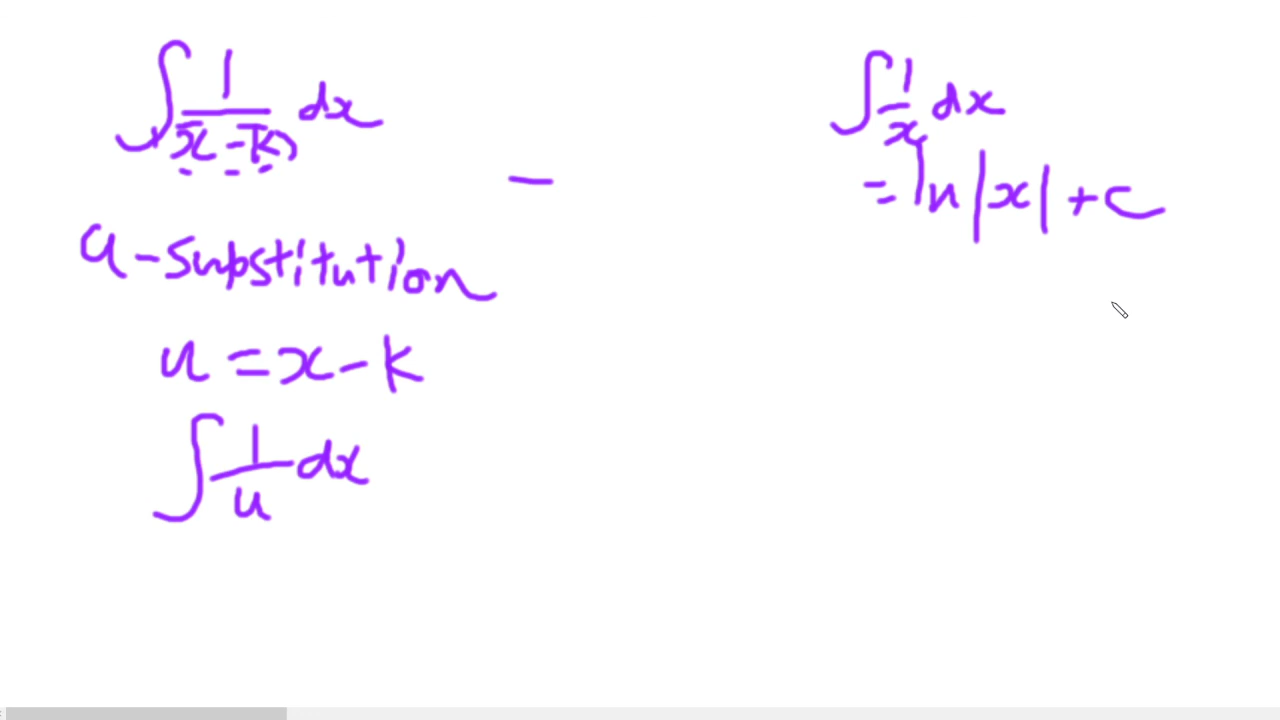 ∫ 1/(x-k) dx
u-substitution
u = x-k
∫ 1/u dx
∫ 1/x dx
= ln|x| + c